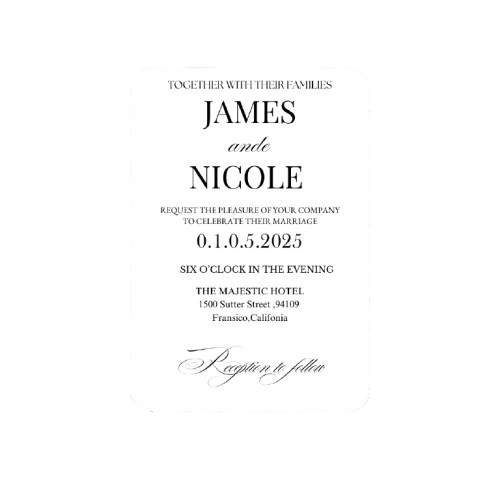 TOGETHER WITH THEIR FAMILIES
JAMES
ande
NICOLE
REQUEST THE PLEASURE OF YOUR COMPANY
TO CELEBRATE THEIR MARRIAGE
0.1.0.5.2025
SIX O'CLOCK IN THE EVENING
THE MAJESTIC HOTEL
1500 Sutter Street ,94109
Fransico,Califonia
Reception to follow